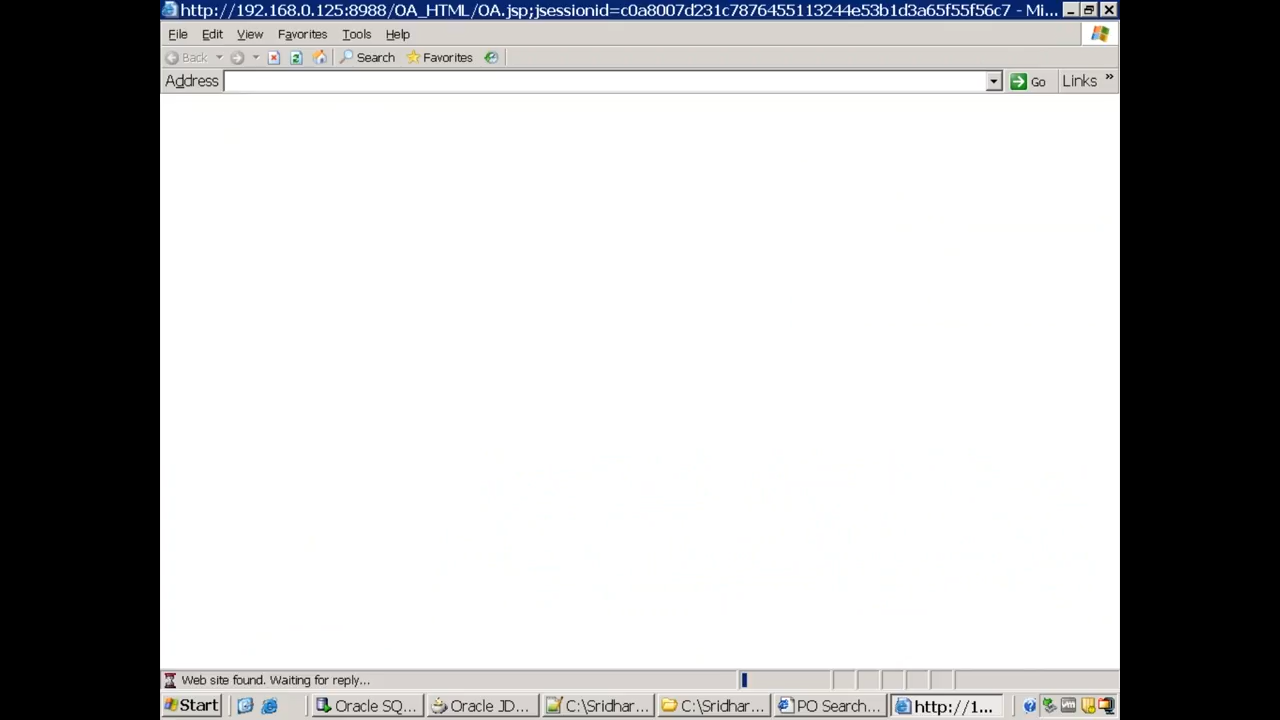 http://192.168.0.125:8988/OA_HTML/OA.jsp;jsessionid=c0a8007d231c7876455113244e53b1d3a65f55f56c7 - Mi...
File Edit View Favorites Tools Help
Back Search Favorites
Address Go Links »
Web site found. Waiting for reply...
Start Oracle SQ... Oracle JD... C:\Sridhar... C:\Sridhar... PO Search... http://1...